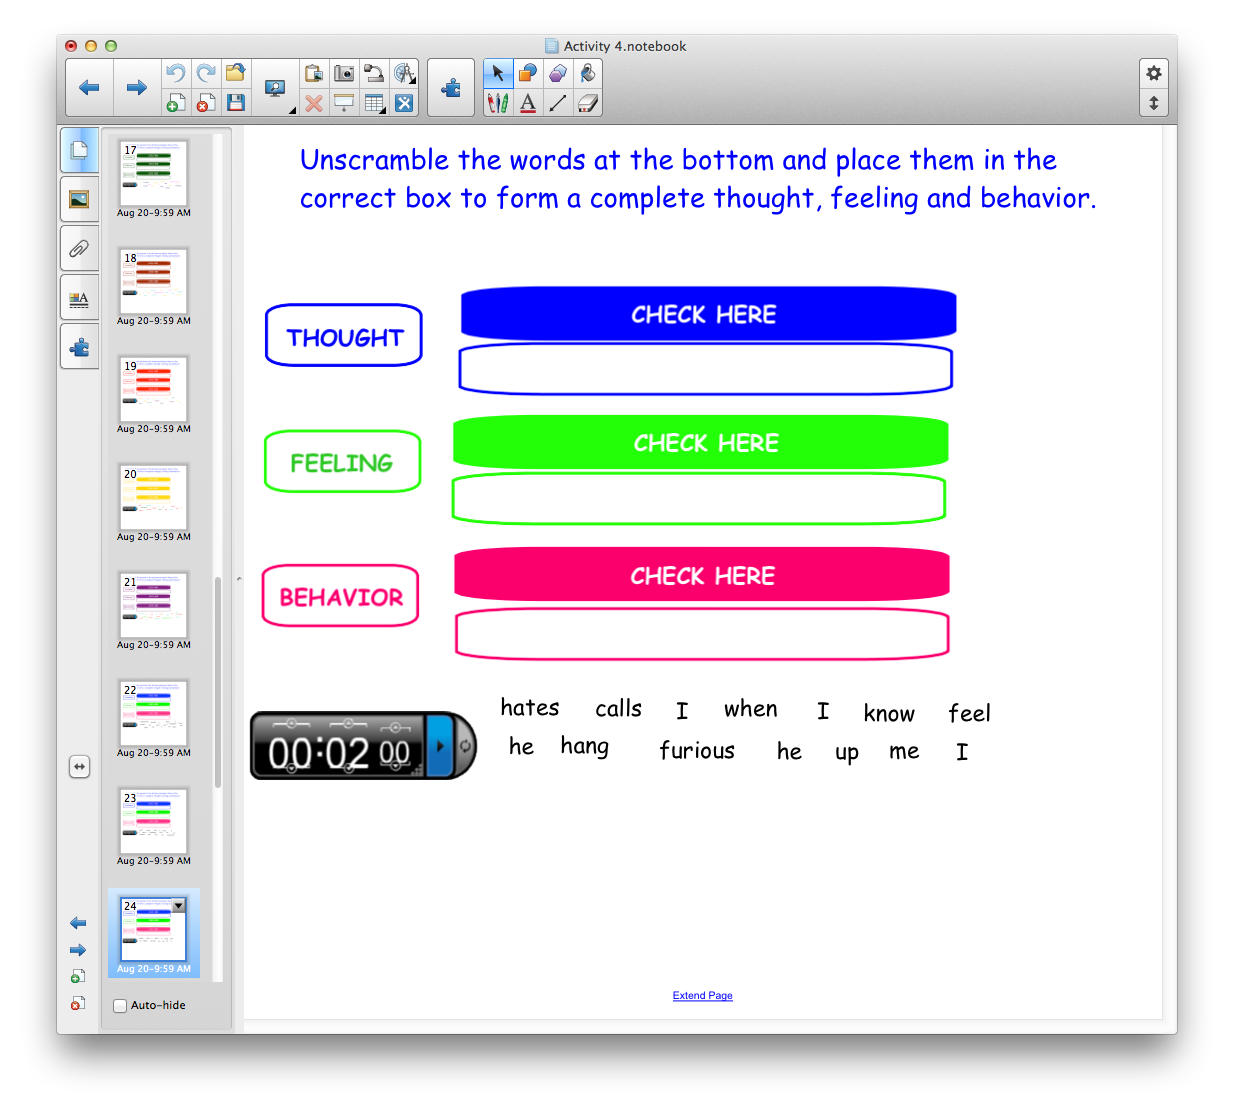 Activity 4.notebook
17
Aug 20-9:59 AM
18
Aug 20-9:59 AM
19
Aug 20-9:59 AM
20
Aug 20-9:59 AM
21
Aug 20-9:59 AM
22
Aug 20-9:59 AM
23
Aug 20-9:59 AM
24
Aug 20-9:59 AM
Auto-hide
Unscramble the words at the bottom and place them in the
correct box to form a complete thought, feeling and behavior.
THOUGHT
CHECK HERE
FEELING
CHECK HERE
BEHAVIOR
CHECK HERE
00:02 00
hates calls I when I know feel
he hang furious he up me I
Extend Page